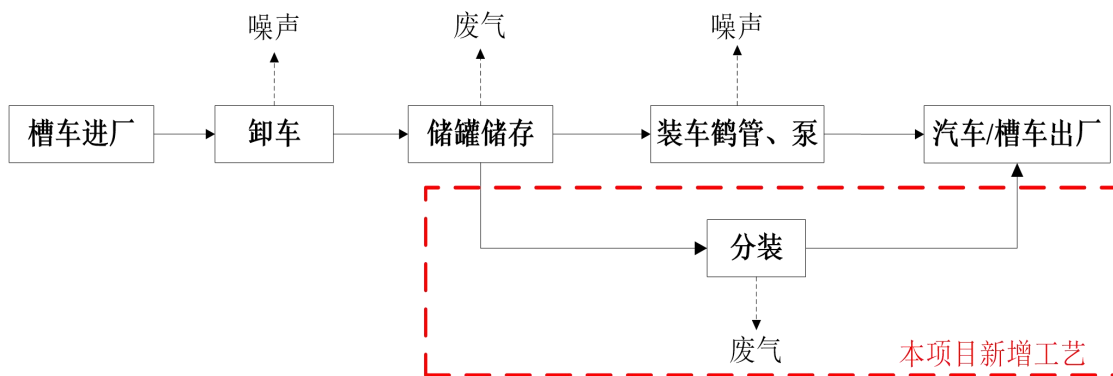 噪声
废气
噪声
槽车进厂
卸车
储罐储存
装车鹤管、泵
汽车/槽车出厂
分装
废气
本项目新增工艺